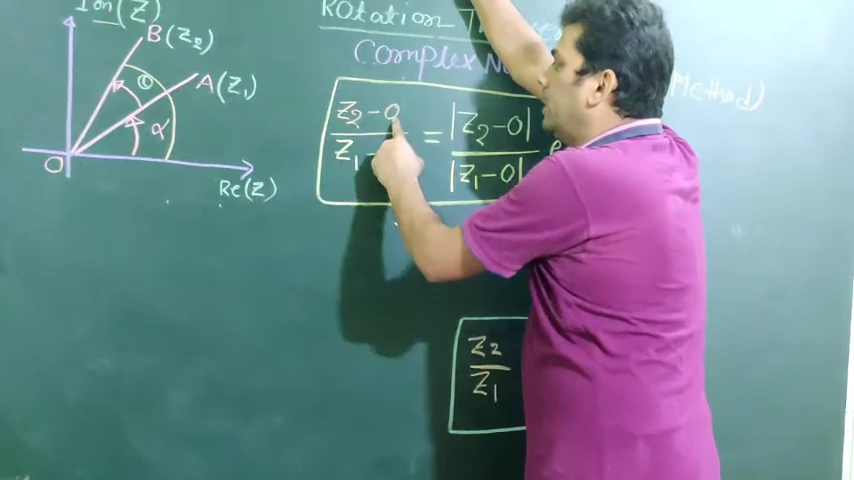 Im(Z)
B(Z₂)
A(Z₁)
α
O
Re(Z)
Rotation
Complex
Method)
Z₂-0
Z₁-
=
|Z₂-0|
|Z₁-0|
Z₂
Z₁